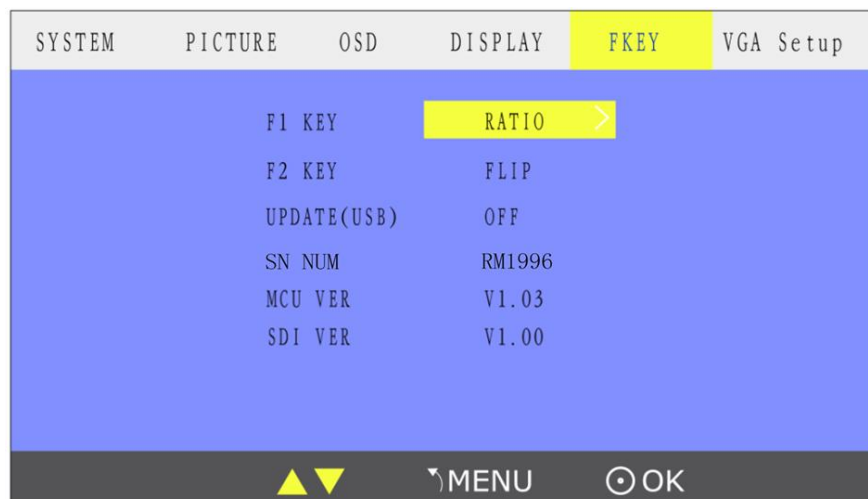 SYSTEM PICTURE OSD DISPLAY FKEY VGA Setup
F1 KEY RATIO
F2 KEY FLIP
UPDATE(USB) OFF
SN NUM RM1996
MCU VER V1.03
SDI VER V1.00
MENU OK